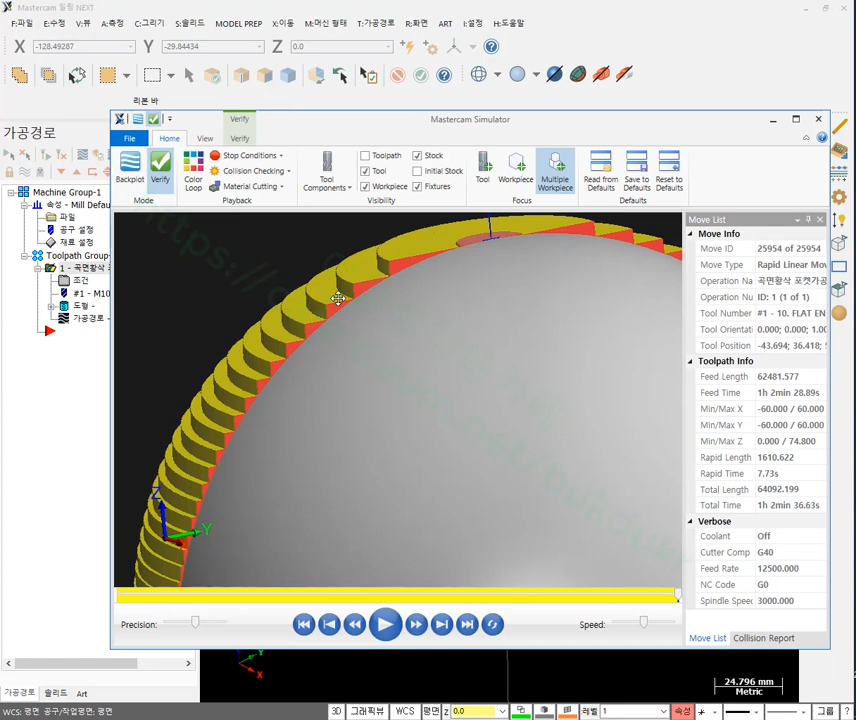 Mastercam 밀링 NEXT
F:파일 E:수정 V:뷰 A:측정 C:그리기 S:솔리드 MODEL PREP X:이동 M:머신 형태 T:가공경로 R:화면 ART I:설정 H:도움말
X -128.49287 Y -29.84434 Z 0.0
리본 바
가공경로
Machine Group-1
속성 - Mill Defau
파일
공구 설정
재료 설정
Toolpath Group-
1 - 곡면황삭 포
조건
#1 - M10
도형 -
가공경로 -
Verify
Mastercam Simulator
File Home View Verify
Backplot
Verify
Mode
Color Loop
Stop Conditions
Collision Checking
Material Cutting
Playback
Tool Components
Toolpath
Tool
Workpiece
Stock
Initial Stock
Fixtures
Visibility
Tool
Workpiece
Multiple Workpiece
Focus
Read from Defaults
Save to Defaults
Reset to Defaults
Defaults
Move List
Move Info
Move ID 25954 of 25954
Move Type Rapid Linear Mov
Operation Na 곡면황삭 포켓가공
Operation Nu ID: 1 (1 of 1)
Tool Number #1 - 10. FLAT EN
Tool Orientati 0.000; 0.000; 1.00
Tool Position -43.694; 36.418;
Toolpath Info
Feed Length 62481.577
Feed Time 1h 2min 28.89s
Min/Max X -60.000 / 60.000
Min/Max Y -60.000 / 60.000
Min/Max Z 0.000 / 74.800
Rapid Length 1610.622
Rapid Time 7.73s
Total Length 64092.199
Total Time 1h 2min 36.63s
Verbose
Coolant Off
Cutter Comp G40
Feed Rate 12500.000
NC Code G0
Spindle Speed 3000.000
Z
Y
Precision:
Speed:
Move List Collision Report
Y
X
24.796 mm
Metric
가공경로 솔리드 Art
WCS: 평면 공구/작업평면: 평면
3D 그래픽뷰 WCS 평면 Z 0.0 레벨 1 속성 그룹 ?